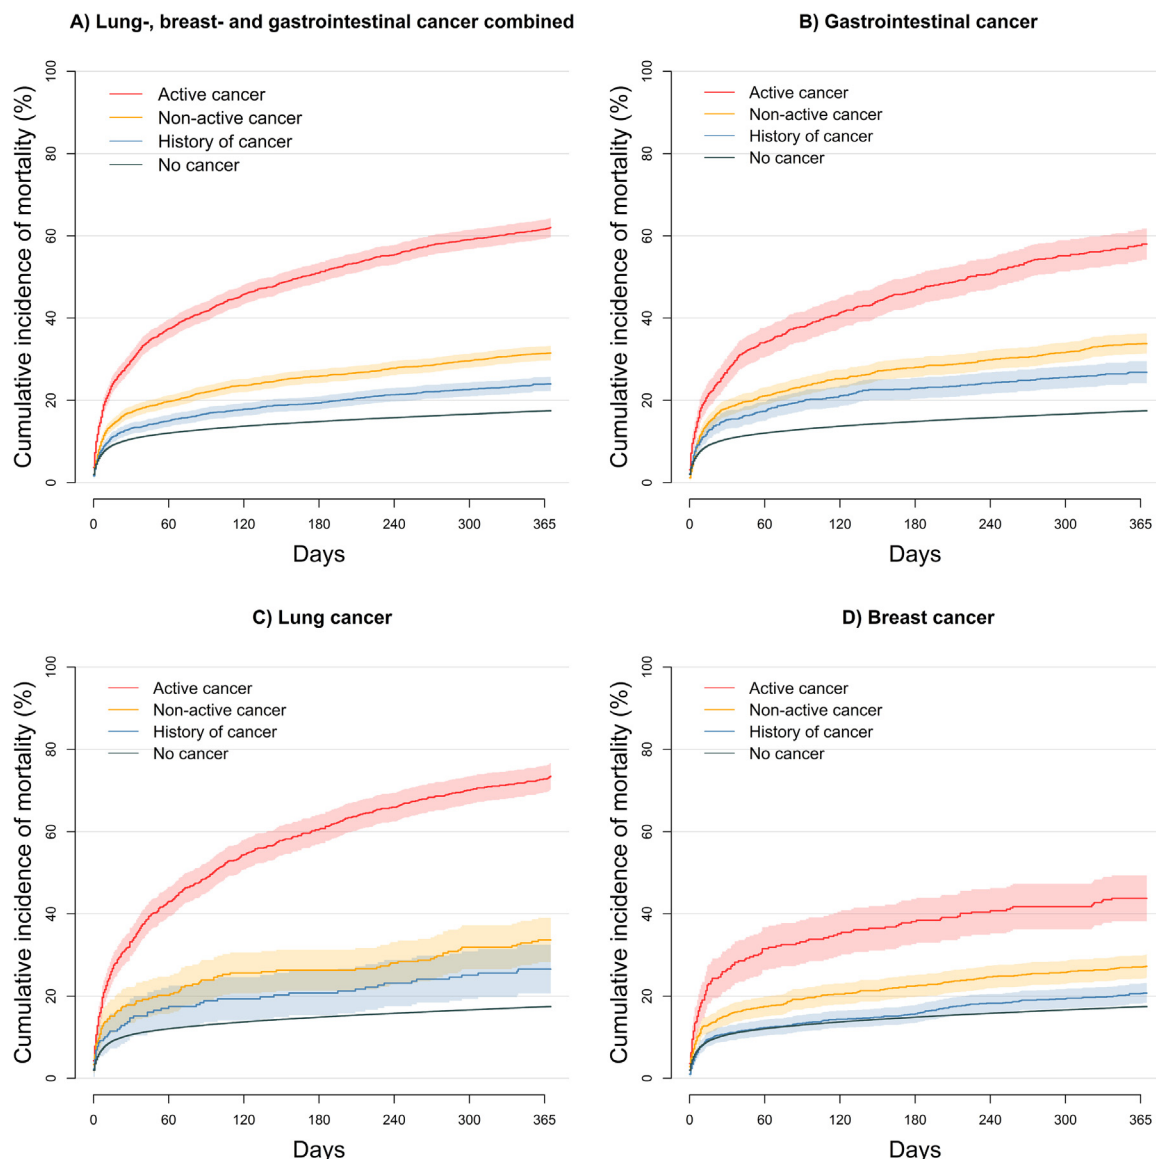 A) Lung-, breast- and gastrointestinal cancer combined
Cumulative incidence of mortality (%)
100
80
60
40
20
0
Active cancer
Non-active cancer
History of cancer
No cancer
0 60 120 180 240 300 365
Days
B) Gastrointestinal cancer
Cumulative incidence of mortality (%)
100
80
60
40
20
0
Active cancer
Non-active cancer
History of cancer
No cancer
0 60 120 180 240 300 365
Days
C) Lung cancer
Cumulative incidence of mortality (%)
100
80
60
40
20
0
Active cancer
Non-active cancer
History of cancer
No cancer
0 60 120 180 240 300 365
Days
D) Breast cancer
Cumulative incidence of mortality (%)
100
80
60
40
20
0
Active cancer
Non-active cancer
History of cancer
No cancer
0 60 120 180 240 300 365
Days